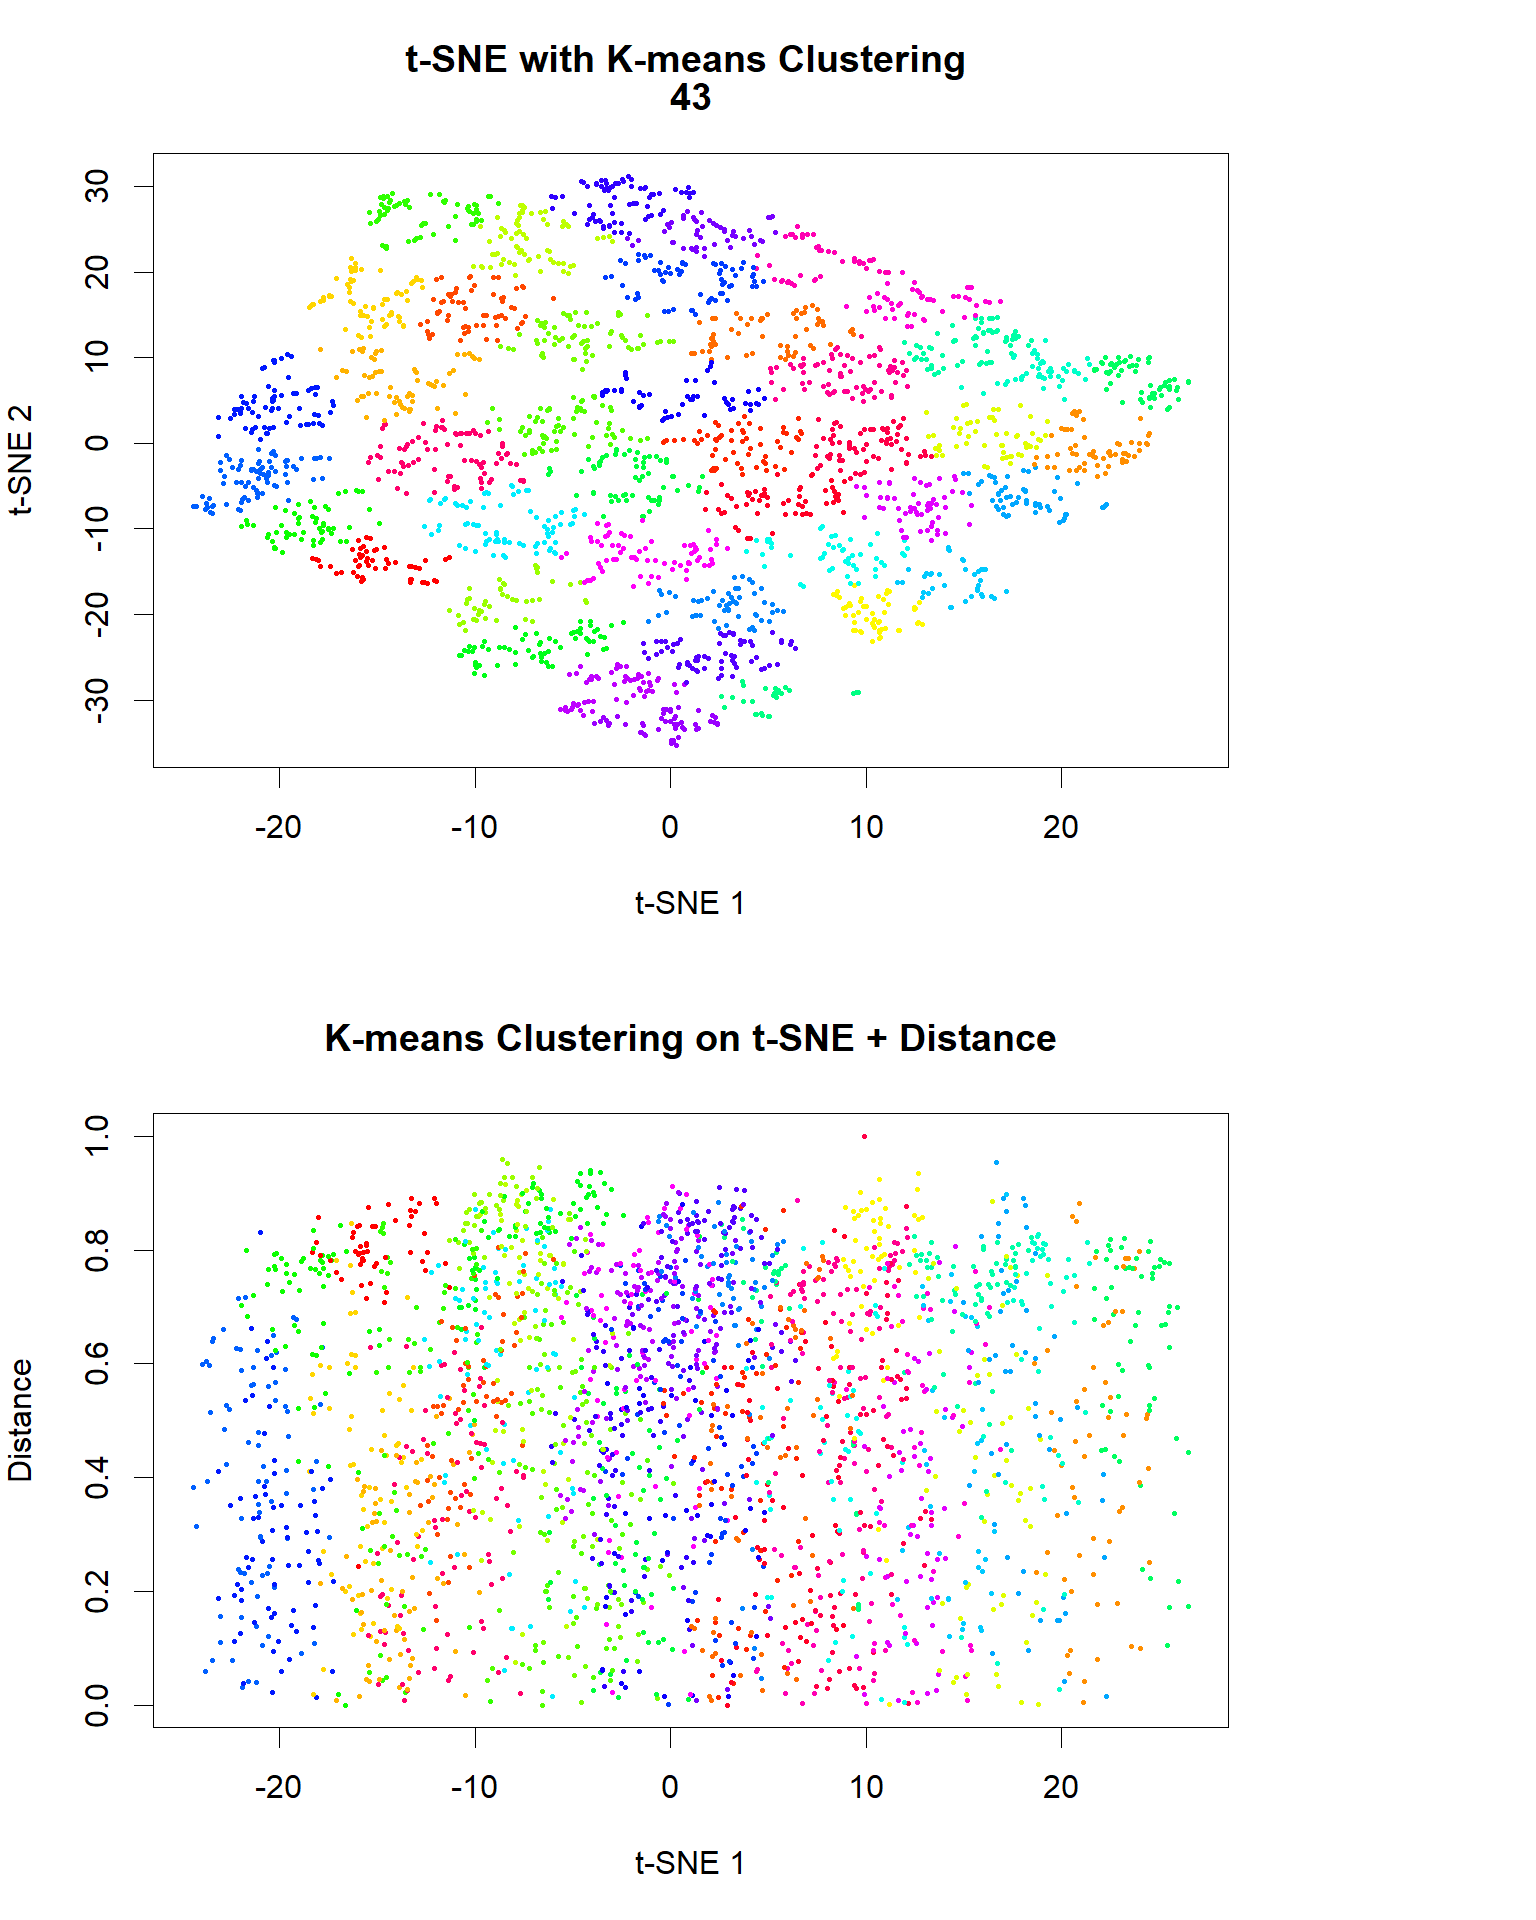 t-SNE with K-means Clustering
43
30
20
10
0
-10
-20
-30
t-SNE 2
-20 -10 0 10 20
t-SNE 1
K-means Clustering on t-SNE + Distance
1.0
0.8
0.6
0.4
0.2
0.0
Distance
-20 -10 0 10 20
t-SNE 1